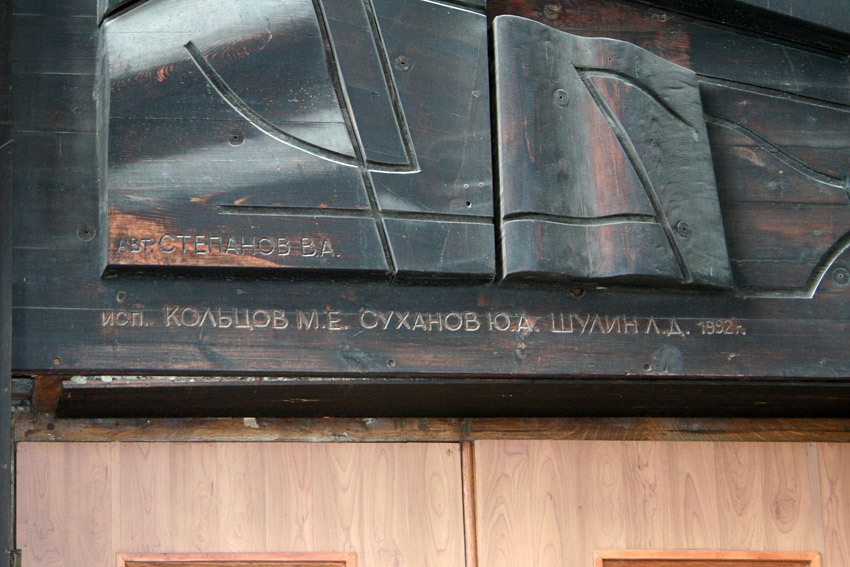 АВТ. СТЕПАНОВ В.А.
ИСП. КОЛЬЦОВ М.Е. СУХАНОВ Ю.А. ШУЛИН Л.Д. 1992г.